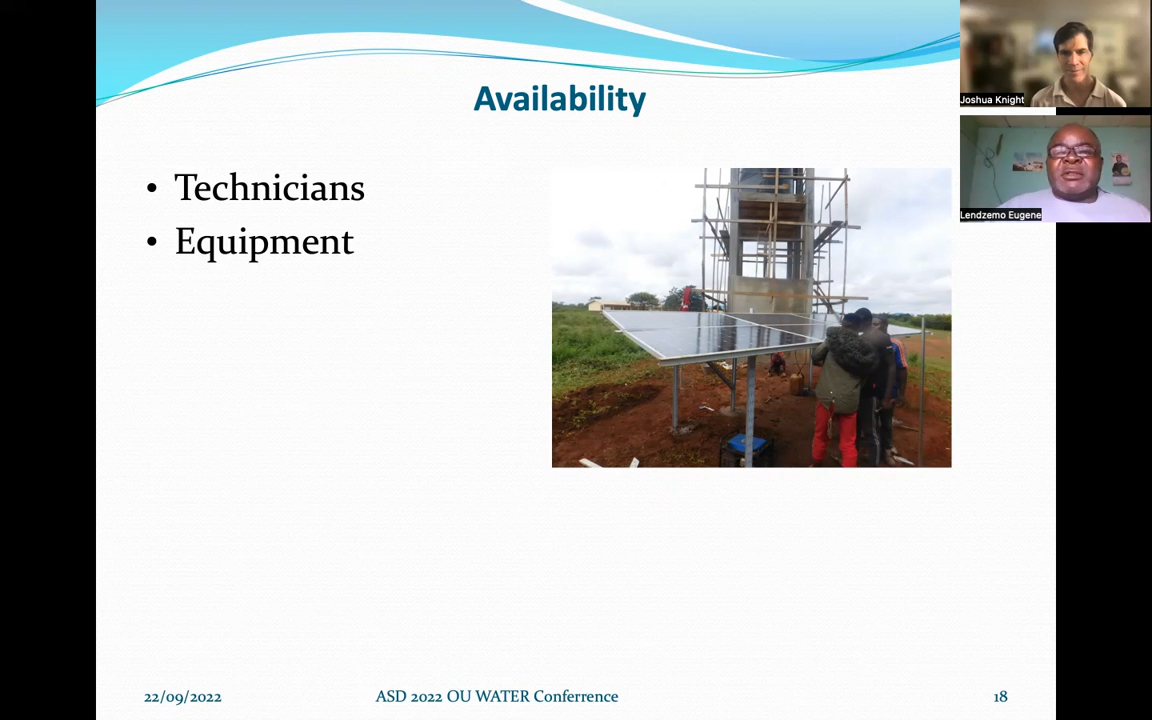 Availability
• Technicians
• Equipment
22/09/2022
ASD 2022 OU WATER Conferrence
18
Joshua Knight
Lendzemo Eugene